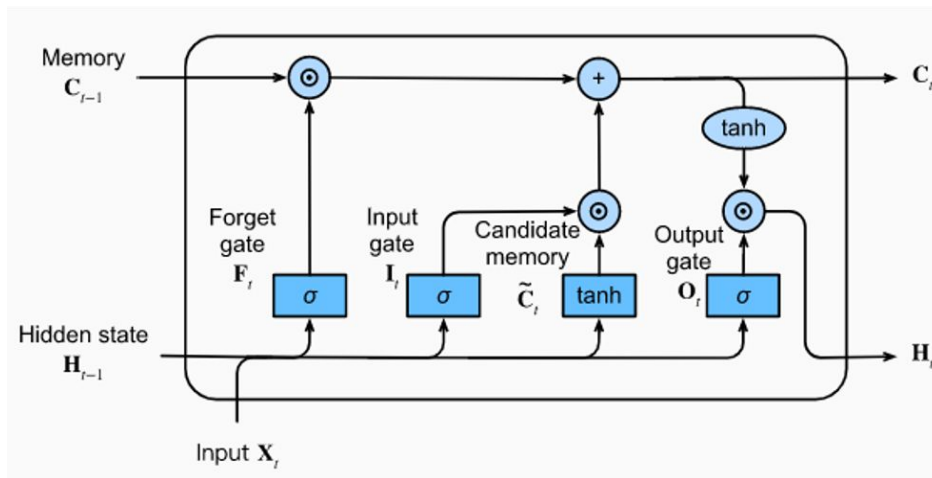 Memory
C_{t-1}
⊙
+
C_t
tanh
Forget
gate
F_t
Input
gate
I_t
⊙
Candidate
memory
C̃_t
⊙
Output
gate
O_t
σ
σ
tanh
σ
Hidden state
H_{t-1}
H_t
Input X_t